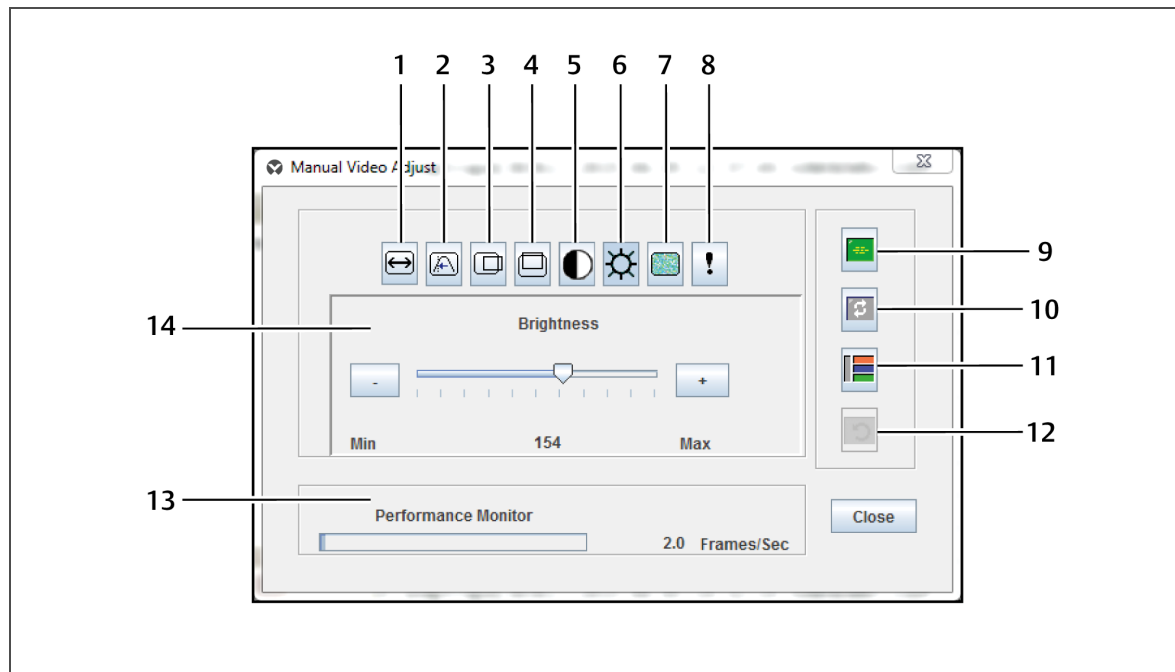 1 2 3 4 5 6 7 8
Manual Video Adjust
9
10
14
Brightness
11
- +
12
Min 154 Max
13
Performance Monitor
Close
2.0 Frames/Sec